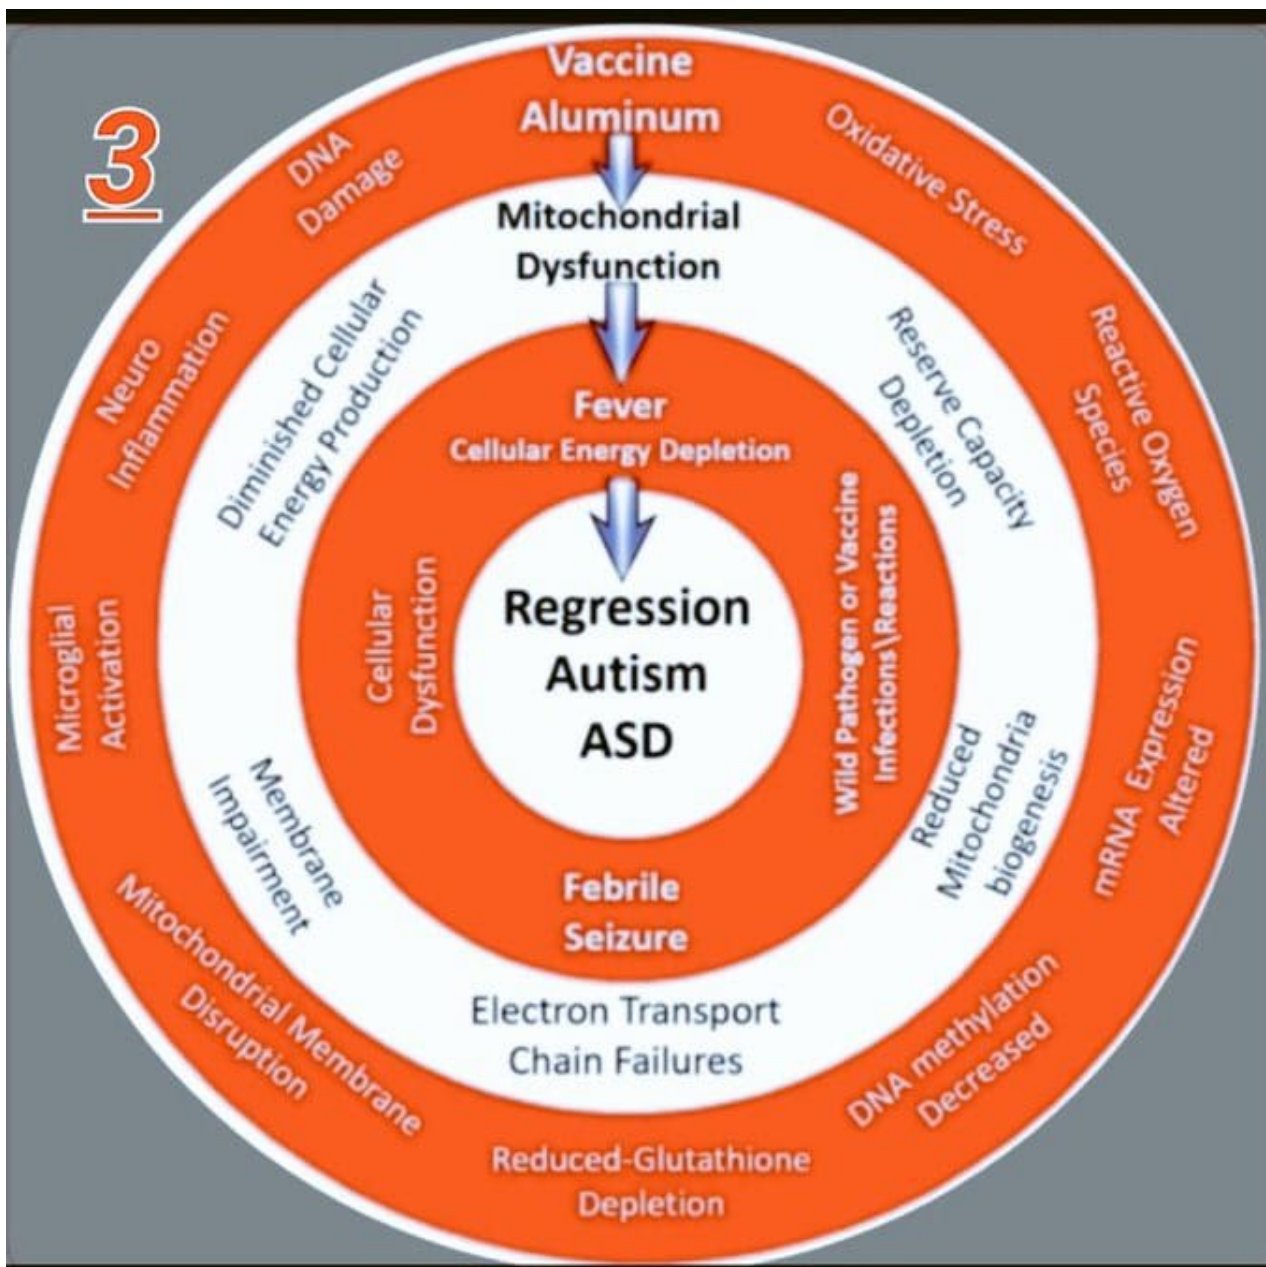 3
Vaccine
Aluminum
Oxidative Stress
Reactive Oxygen
Species
mRNA Expression
Altered
DNA methylation
Decreased
Reduced-Glutathione
Depletion
Mitochondrial Membrane
Disruption
Microglial
Activation
Neuro
Inflammation
DNA
Damage
Mitochondrial
Dysfunction
Reserve Capacity
Depletion
Reduced
Mitochondria
biogenesis
Electron Transport
Chain Failures
Membrane
Impairment
Diminished Cellular
Energy Production
Fever
Cellular Energy Depletion
Wild Pathogen or Vaccine
Infections\Reactions
Febrile
Seizure
Cellular
Dysfunction
Regression
Autism
ASD